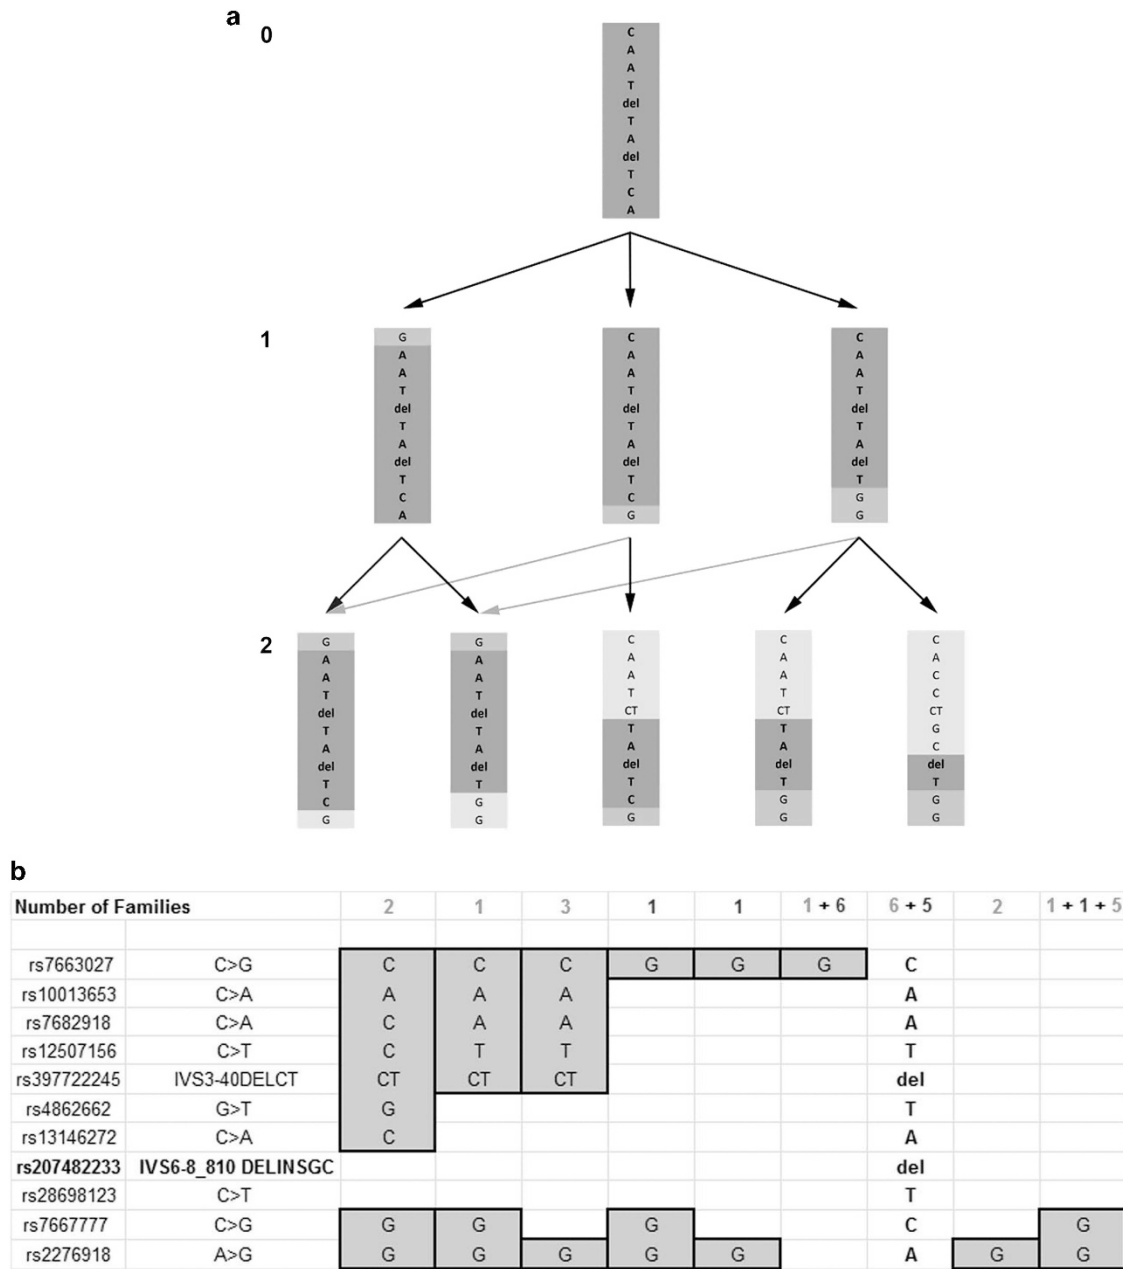 a
0
C
A
A
T
del
T
A
del
T
C
A
1
G
A
A
T
del
T
A
del
T
C
A
C
A
A
T
del
T
A
del
T
C
G
C
A
A
T
del
T
A
del
T
G
G
2
G
A
A
T
del
T
A
del
T
C
G
G
A
A
T
del
T
A
del
T
G
G
C
A
A
T
CT
T
A
del
T
C
G
C
A
A
T
CT
T
A
del
T
G
G
C
A
C
C
CT
G
C
del
T
G
G
b
Number of Families 2 1 3 1 1 1 + 6 6 + 5 2 1 + 1 + 5
rs7663027 C>G C C C G G G C
rs10013653 C>A A A A A
rs7682918 C>A C A A A
rs12507156 C>T C T T T
rs397722245 IVS3-40DELCT CT CT CT del
rs4862662 G>T G T
rs13146272 C>A C A
rs207482233 IVS6-8_810 DELINSGC del
rs28698123 C>T T
rs7667777 C>G G G G C G
rs2276918 A>G G G G G G A G G